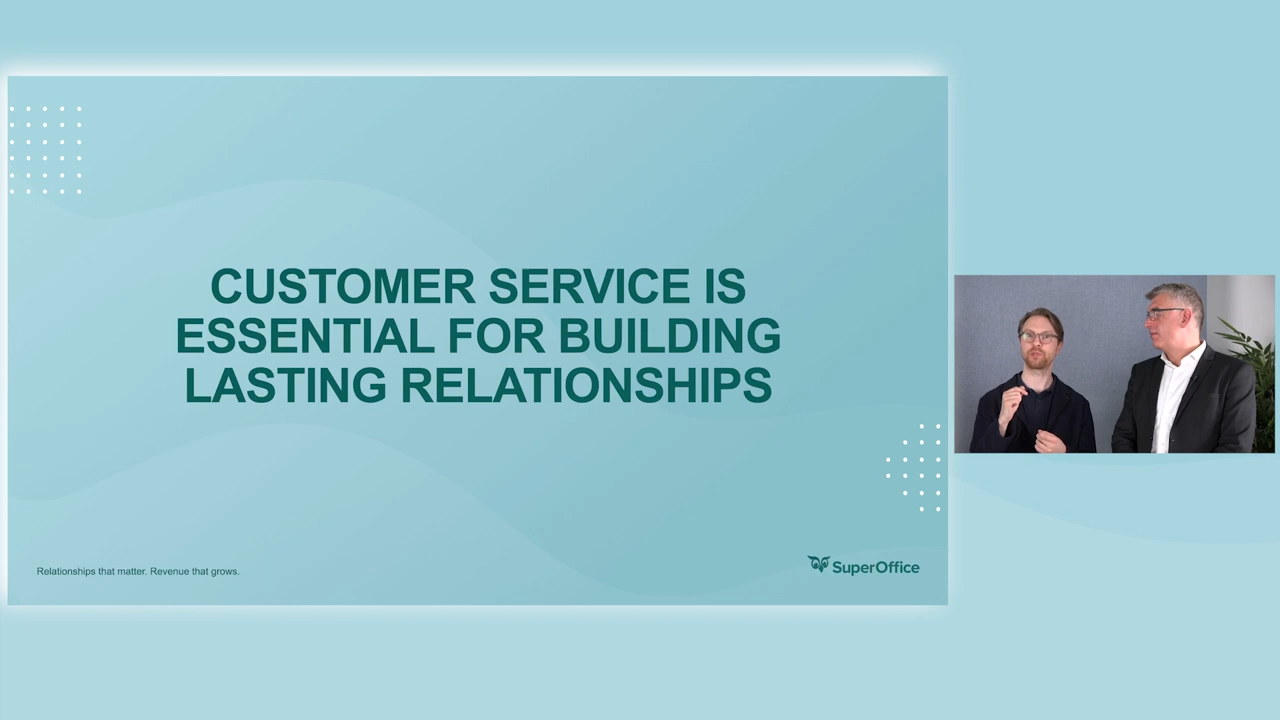 CUSTOMER SERVICE IS
ESSENTIAL FOR BUILDING
LASTING RELATIONSHIPS
Relationships that matter. Revenue that grows.
SuperOffice